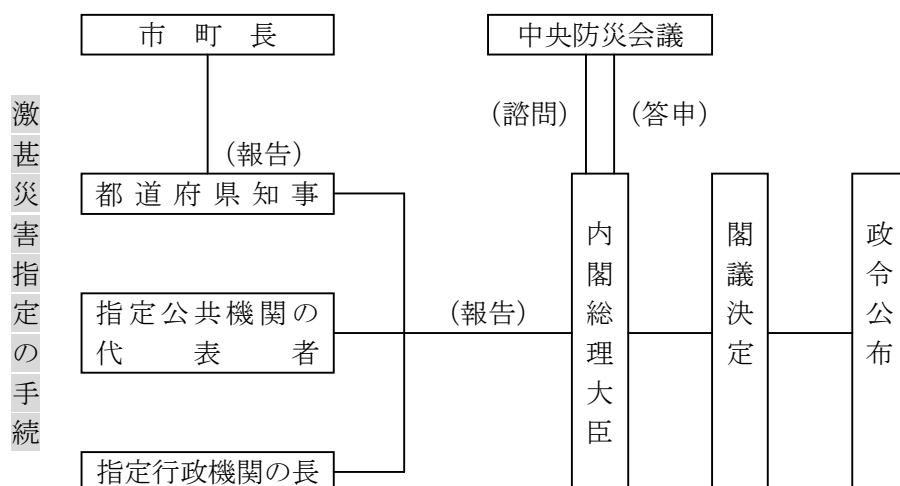 激甚災害指定の手続
市町長
中央防災会議
（諮問）
（答申）
（報告）
都道府県知事
指定公共機関の
代表者
指定行政機関の長
（報告）
内閣総理大臣
閣議決定
政令公布